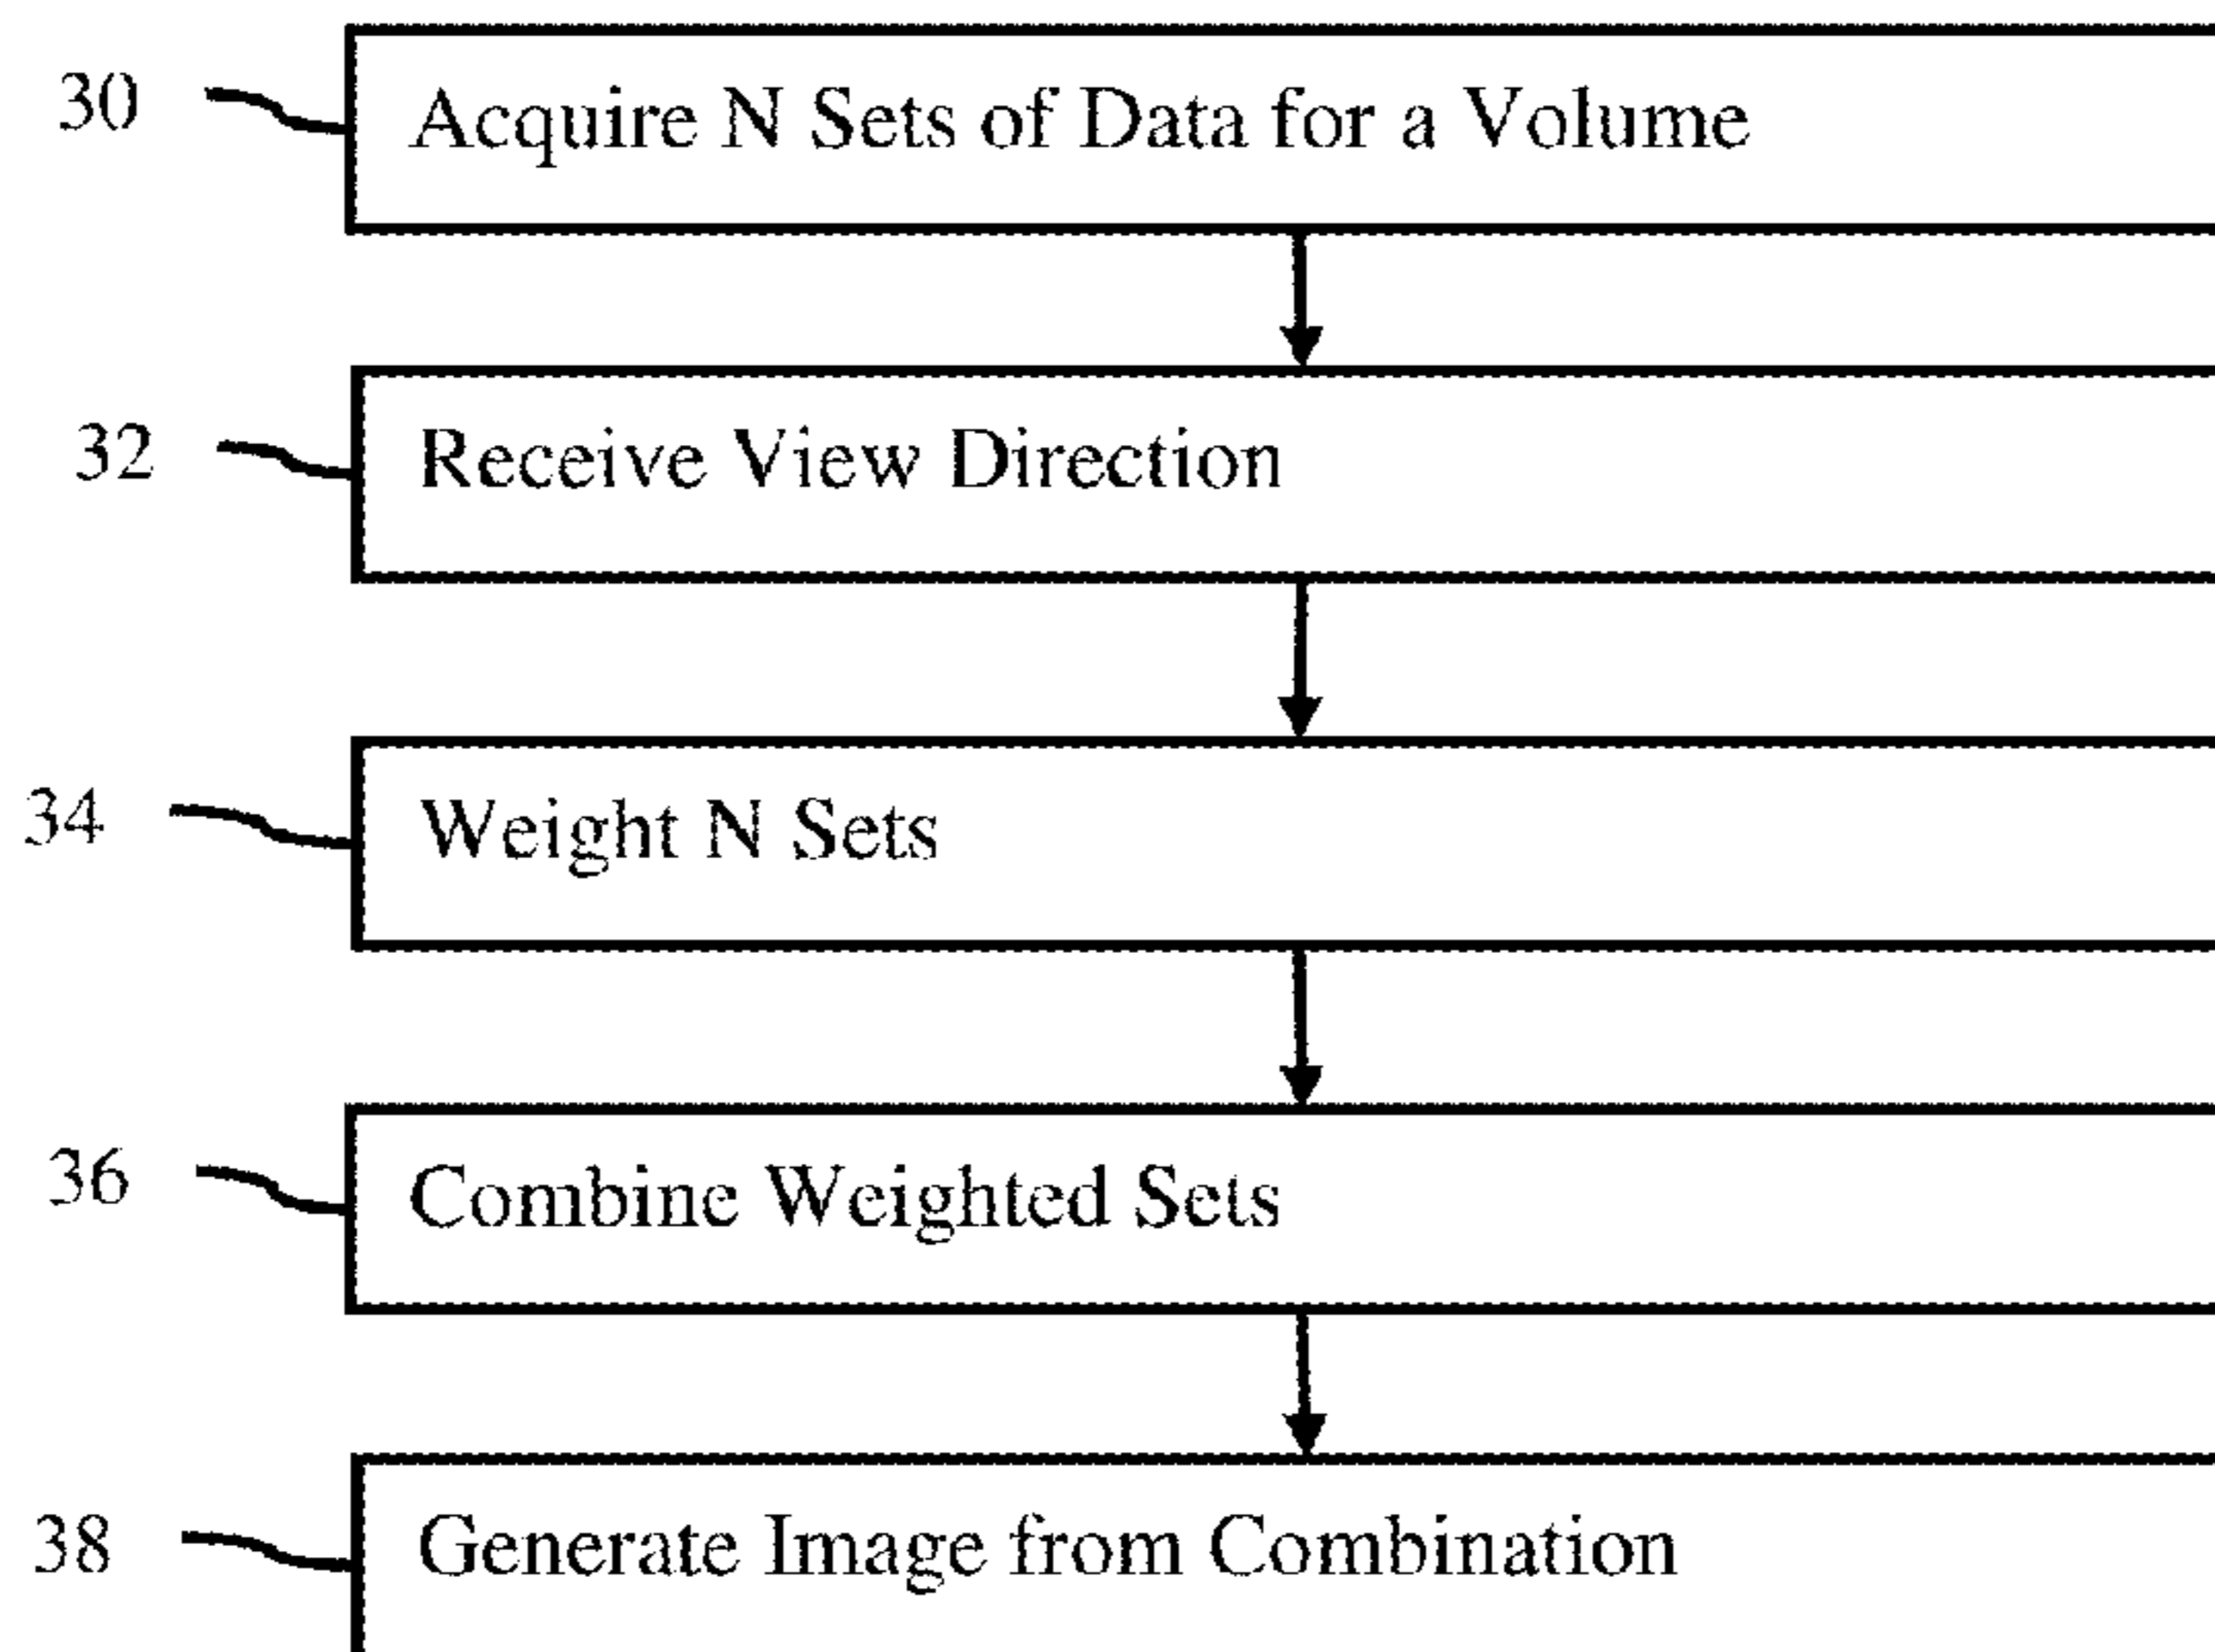 30 Acquire N Sets of Data for a Volume
32 Receive View Direction
34 Weight N Sets
36 Combine Weighted Sets
38 Generate Image from Combination